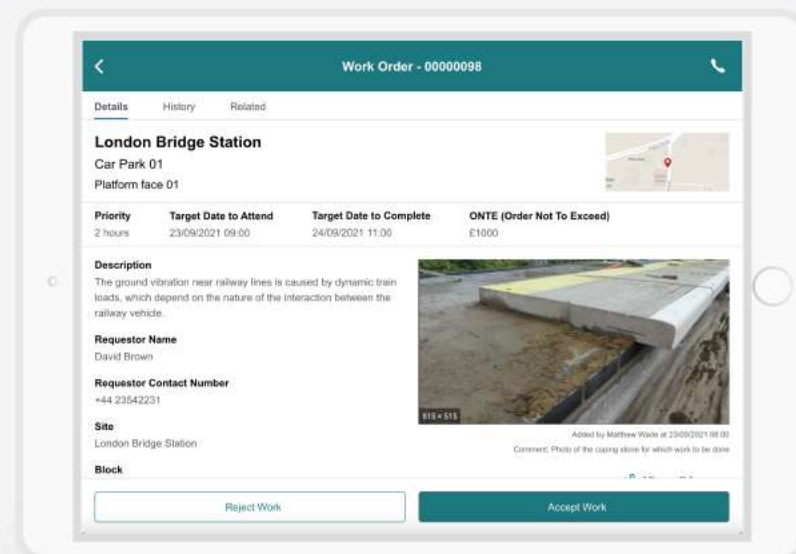 Work Order - 00000098
Details History Related
London Bridge Station
Car Park 01
Platform face 01
Priority Target Date to Attend Target Date to Complete ONTE (Order Not To Exceed)
2 hours 23/09/2021 09:00 24/09/2021 11:00 £1000
Description
The ground vibration near railway lines is caused by dynamic train
loads, which depend on the nature of the interaction between the
railway vehicle.
Requestor Name
David Brown
Requestor Contact Number
+44 23542231
Site
London Bridge Station
Block
815 × 515
Added by Matthew Wade at 23/09/2021 08:00
Comment: Photo of the coping stone for which work to be done
Reject Work Accept Work